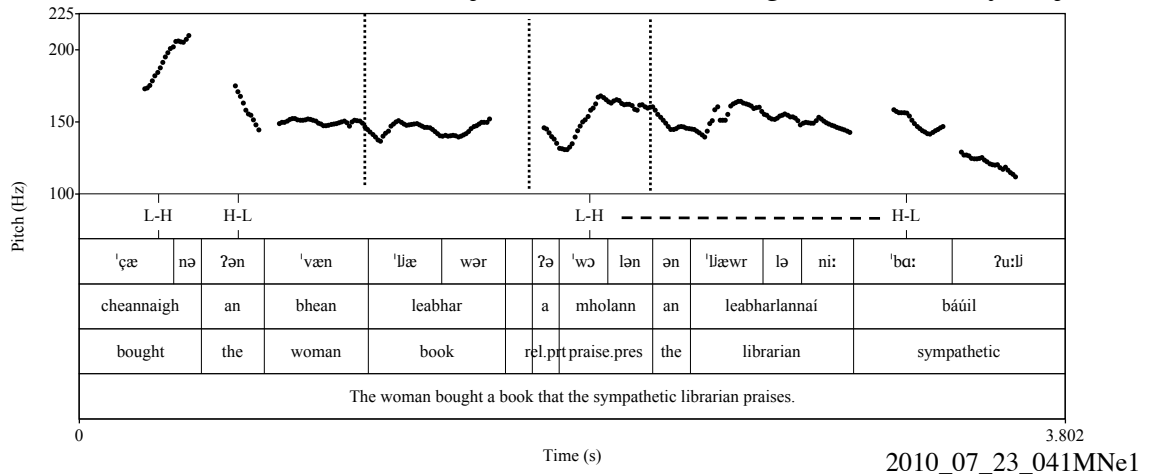 225
200
150
100
Pitch (Hz)
L-H H-L L-H H-L
ˈçæ nə ʔən ˈvæn ˈlʲæ wər ʔə ˈwɔ lən ən ˈlʲæwr lə niː ˈbɑː ʔuːlʲ
cheannaigh an bhean leabhar a mholann an leabharlannaí báúil
bought the woman book rel.prt praise.pres the librarian sympathetic
The woman bought a book that the sympathetic librarian praises.
0 3.802
Time (s)
2010_07_23_041MNe1